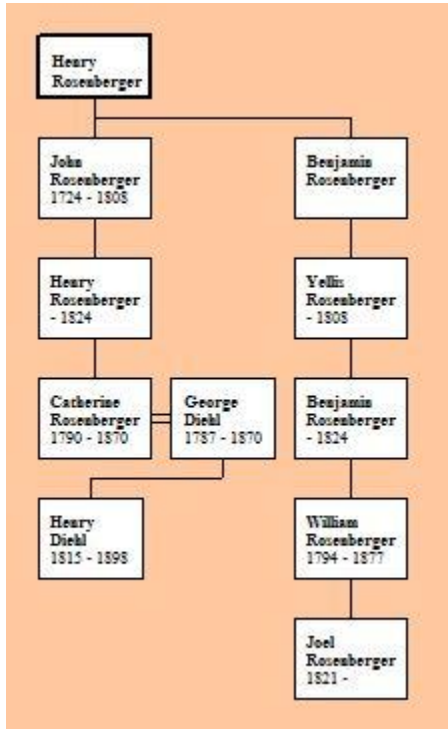 Henry
Rosenberger
John
Rosenberger
1724 - 1808
Benjamin
Rosenberger
Henry
Rosenberger
- 1824
Yellis
Rosenberger
- 1808
Catherine
Rosenberger
1790 - 1870
George
Diehl
1787 - 1870
Benjamin
Rosenberger
- 1824
Henry
Diehl
1815 - 1898
William
Rosenberger
1794 - 1877
Joel
Rosenberger
1821 -